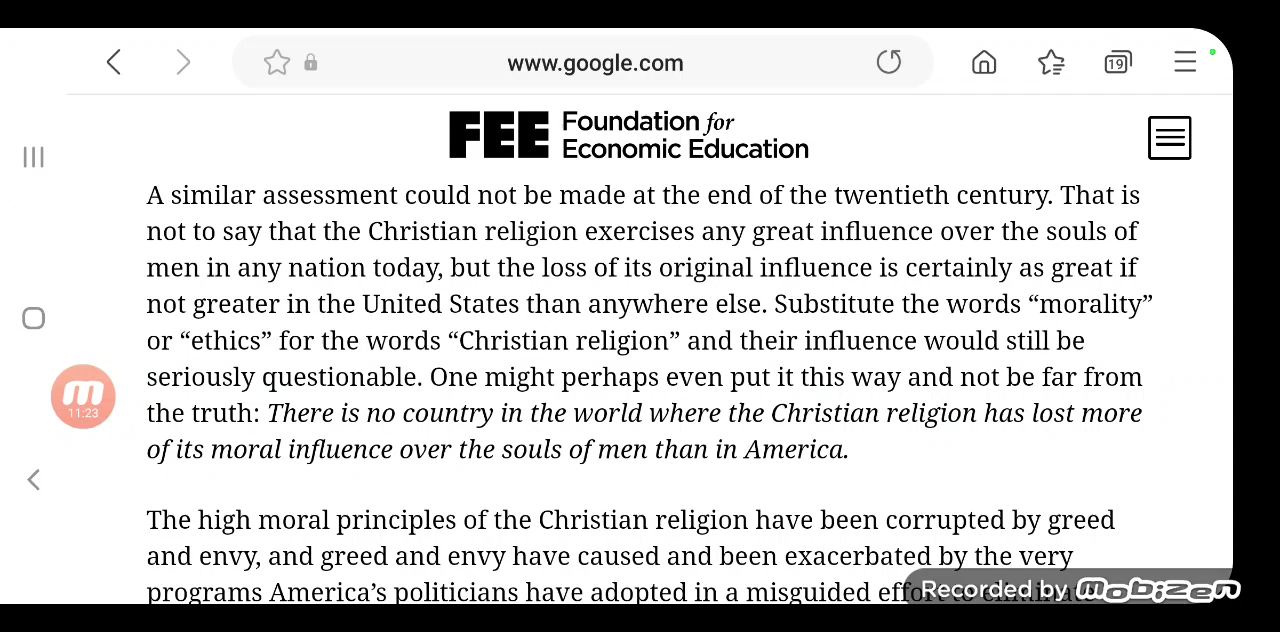 www.google.com
19
FEE Foundation for
Economic Education
A similar assessment could not be made at the end of the twentieth century. That is
not to say that the Christian religion exercises any great influence over the souls of
men in any nation today, but the loss of its original influence is certainly as great if
not greater in the United States than anywhere else. Substitute the words “morality”
or “ethics” for the words “Christian religion” and their influence would still be
seriously questionable. One might perhaps even put it this way and not be far from
11:23
the truth: There is no country in the world where the Christian religion has lost more
of its moral influence over the souls of men than in America.
The high moral principles of the Christian religion have been corrupted by greed
and envy, and greed and envy have caused and been exacerbated by the very
programs America’s politicians have adopted in a misguided effort to
Recorded by mobizen